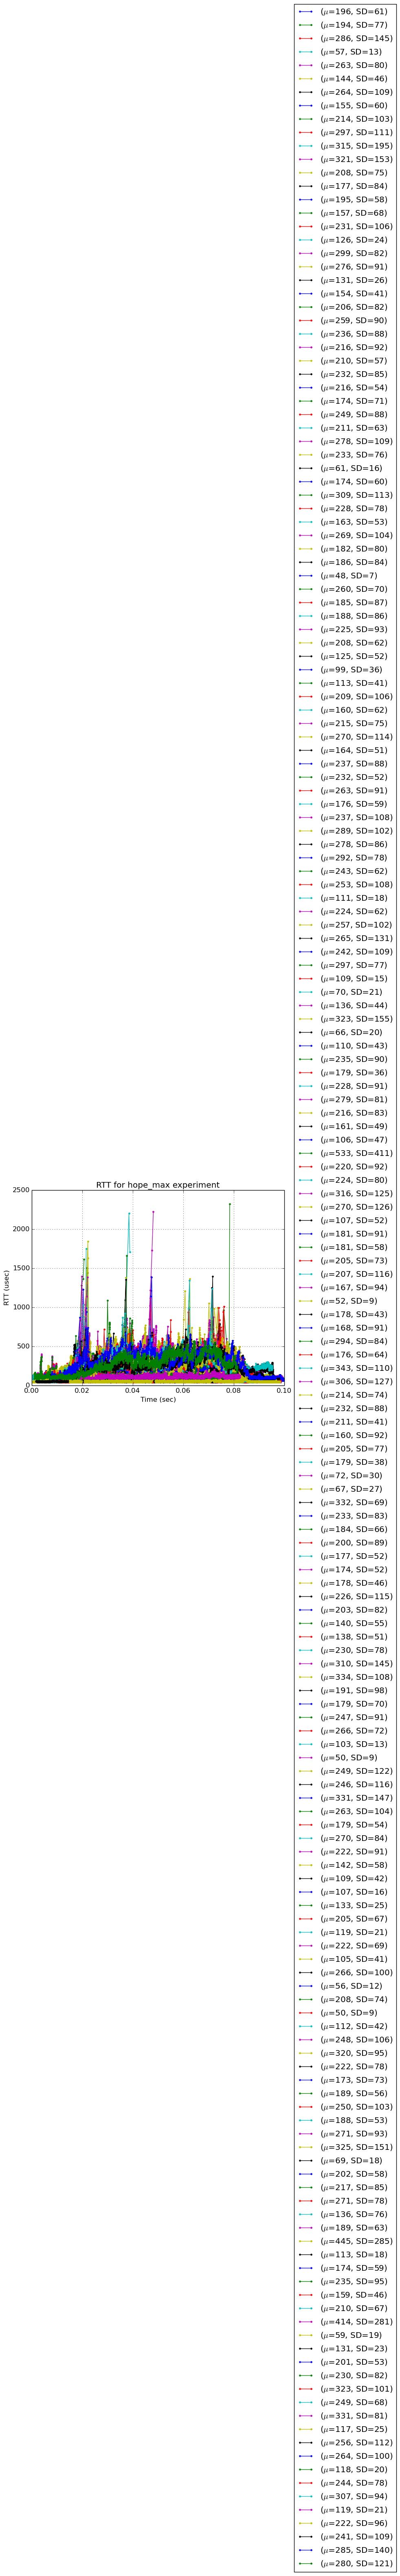 RTT for hope_max experiment
2500
2000
1500
1000
500
0
RTT (usec)
0.00 0.02 0.04 0.06 0.08 0.10
Time (sec)
(μ=196, SD=61)
(μ=194, SD=77)
(μ=286, SD=145)
(μ=57, SD=13)
(μ=263, SD=80)
(μ=144, SD=46)
(μ=264, SD=109)
(μ=155, SD=60)
(μ=214, SD=103)
(μ=297, SD=111)
(μ=315, SD=195)
(μ=321, SD=153)
(μ=208, SD=75)
(μ=177, SD=84)
(μ=195, SD=58)
(μ=157, SD=68)
(μ=231, SD=106)
(μ=126, SD=24)
(μ=299, SD=82)
(μ=276, SD=91)
(μ=131, SD=26)
(μ=154, SD=41)
(μ=206, SD=82)
(μ=259, SD=90)
(μ=236, SD=88)
(μ=216, SD=92)
(μ=210, SD=57)
(μ=232, SD=85)
(μ=216, SD=54)
(μ=174, SD=71)
(μ=249, SD=88)
(μ=211, SD=63)
(μ=278, SD=109)
(μ=233, SD=76)
(μ=61, SD=16)
(μ=174, SD=60)
(μ=309, SD=113)
(μ=228, SD=78)
(μ=163, SD=53)
(μ=269, SD=104)
(μ=182, SD=80)
(μ=186, SD=84)
(μ=48, SD=7)
(μ=260, SD=70)
(μ=185, SD=87)
(μ=188, SD=86)
(μ=225, SD=93)
(μ=208, SD=62)
(μ=125, SD=52)
(μ=99, SD=36)
(μ=113, SD=41)
(μ=209, SD=106)
(μ=160, SD=62)
(μ=215, SD=75)
(μ=270, SD=114)
(μ=164, SD=51)
(μ=237, SD=88)
(μ=232, SD=52)
(μ=263, SD=91)
(μ=176, SD=59)
(μ=237, SD=108)
(μ=289, SD=102)
(μ=278, SD=86)
(μ=292, SD=78)
(μ=243, SD=62)
(μ=253, SD=108)
(μ=111, SD=18)
(μ=224, SD=62)
(μ=257, SD=102)
(μ=265, SD=131)
(μ=242, SD=109)
(μ=297, SD=77)
(μ=109, SD=15)
(μ=70, SD=21)
(μ=136, SD=44)
(μ=323, SD=155)
(μ=66, SD=20)
(μ=110, SD=43)
(μ=235, SD=90)
(μ=179, SD=36)
(μ=228, SD=91)
(μ=279, SD=81)
(μ=216, SD=83)
(μ=161, SD=49)
(μ=106, SD=47)
(μ=533, SD=411)
(μ=220, SD=92)
(μ=224, SD=80)
(μ=316, SD=125)
(μ=270, SD=126)
(μ=107, SD=52)
(μ=181, SD=91)
(μ=181, SD=58)
(μ=205, SD=73)
(μ=207, SD=116)
(μ=167, SD=94)
(μ=52, SD=9)
(μ=178, SD=43)
(μ=168, SD=91)
(μ=294, SD=84)
(μ=176, SD=64)
(μ=343, SD=110)
(μ=306, SD=127)
(μ=214, SD=74)
(μ=232, SD=88)
(μ=211, SD=41)
(μ=160, SD=92)
(μ=205, SD=77)
(μ=179, SD=38)
(μ=72, SD=30)
(μ=67, SD=27)
(μ=332, SD=69)
(μ=233, SD=83)
(μ=184, SD=66)
(μ=200, SD=89)
(μ=177, SD=52)
(μ=174, SD=52)
(μ=178, SD=46)
(μ=226, SD=115)
(μ=203, SD=82)
(μ=140, SD=55)
(μ=138, SD=51)
(μ=230, SD=78)
(μ=310, SD=145)
(μ=334, SD=108)
(μ=191, SD=98)
(μ=179, SD=70)
(μ=247, SD=91)
(μ=266, SD=72)
(μ=103, SD=13)
(μ=50, SD=9)
(μ=249, SD=122)
(μ=246, SD=116)
(μ=331, SD=147)
(μ=263, SD=104)
(μ=179, SD=54)
(μ=270, SD=84)
(μ=222, SD=91)
(μ=142, SD=58)
(μ=109, SD=42)
(μ=107, SD=16)
(μ=133, SD=25)
(μ=205, SD=67)
(μ=119, SD=21)
(μ=222, SD=69)
(μ=105, SD=41)
(μ=266, SD=100)
(μ=56, SD=12)
(μ=208, SD=74)
(μ=50, SD=9)
(μ=112, SD=42)
(μ=248, SD=106)
(μ=320, SD=95)
(μ=222, SD=78)
(μ=173, SD=73)
(μ=189, SD=56)
(μ=250, SD=103)
(μ=188, SD=53)
(μ=271, SD=93)
(μ=325, SD=151)
(μ=69, SD=18)
(μ=202, SD=58)
(μ=217, SD=85)
(μ=271, SD=78)
(μ=136, SD=76)
(μ=189, SD=63)
(μ=445, SD=285)
(μ=113, SD=18)
(μ=174, SD=59)
(μ=235, SD=95)
(μ=159, SD=46)
(μ=210, SD=67)
(μ=414, SD=281)
(μ=59, SD=19)
(μ=131, SD=23)
(μ=201, SD=53)
(μ=230, SD=82)
(μ=323, SD=101)
(μ=249, SD=68)
(μ=331, SD=81)
(μ=117, SD=25)
(μ=256, SD=112)
(μ=264, SD=100)
(μ=118, SD=20)
(μ=244, SD=78)
(μ=307, SD=94)
(μ=119, SD=21)
(μ=222, SD=96)
(μ=241, SD=109)
(μ=285, SD=140)
(μ=280, SD=121)